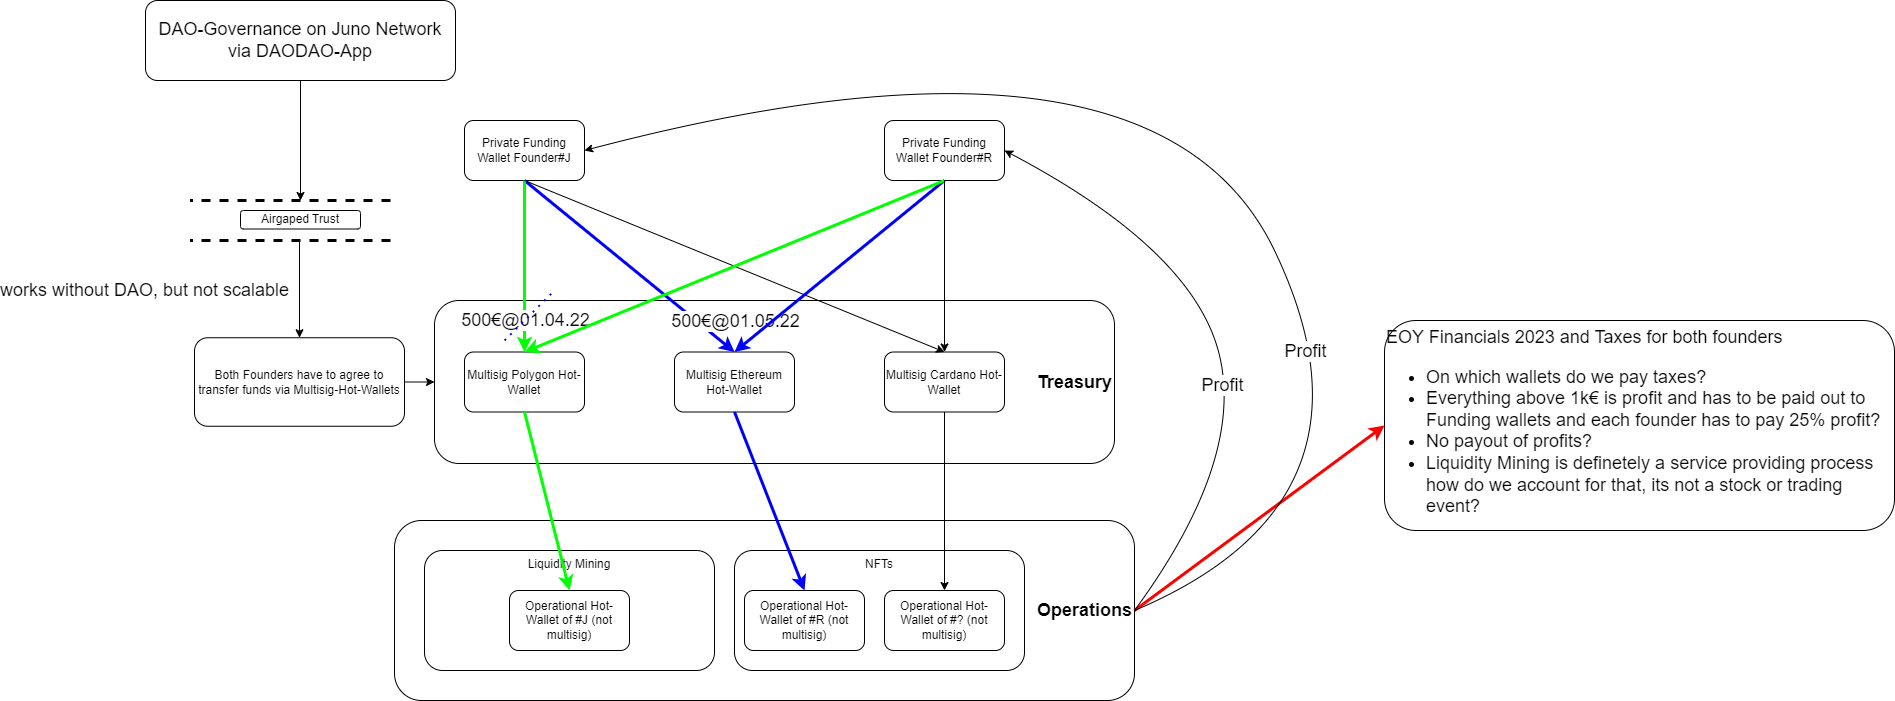 DAO-Governance on Juno Network
via DAODAO-App
Private Funding
Wallet Founder#J
Private Funding
Wallet Founder#R
Airgaped Trust
works without DAO, but not scalable
500€@01.04.22
500€@01.05.22
Both Founders have to agree to
transfer funds via Multisig-Hot-Wallets
Multisig Polygon Hot-
Wallet
Multisig Ethereum
Hot-Wallet
Multisig Cardano Hot-
Wallet
Treasury
Profit
Profit
EOY Financials 2023 and Taxes for both founders
• On which wallets do we pay taxes?
• Everything above 1k€ is profit and has to be paid out to
Funding wallets and each founder has to pay 25% profit?
• No payout of profits?
• Liquidity Mining is definetely a service providing process
how do we account for that, its not a stock or trading
event?
Liquidity Mining
NFTs
Operational Hot-
Wallet of #J (not
multisig)
Operational Hot-
Wallet of #R (not
multisig)
Operational Hot-
Wallet of #? (not
multisig)
Operations